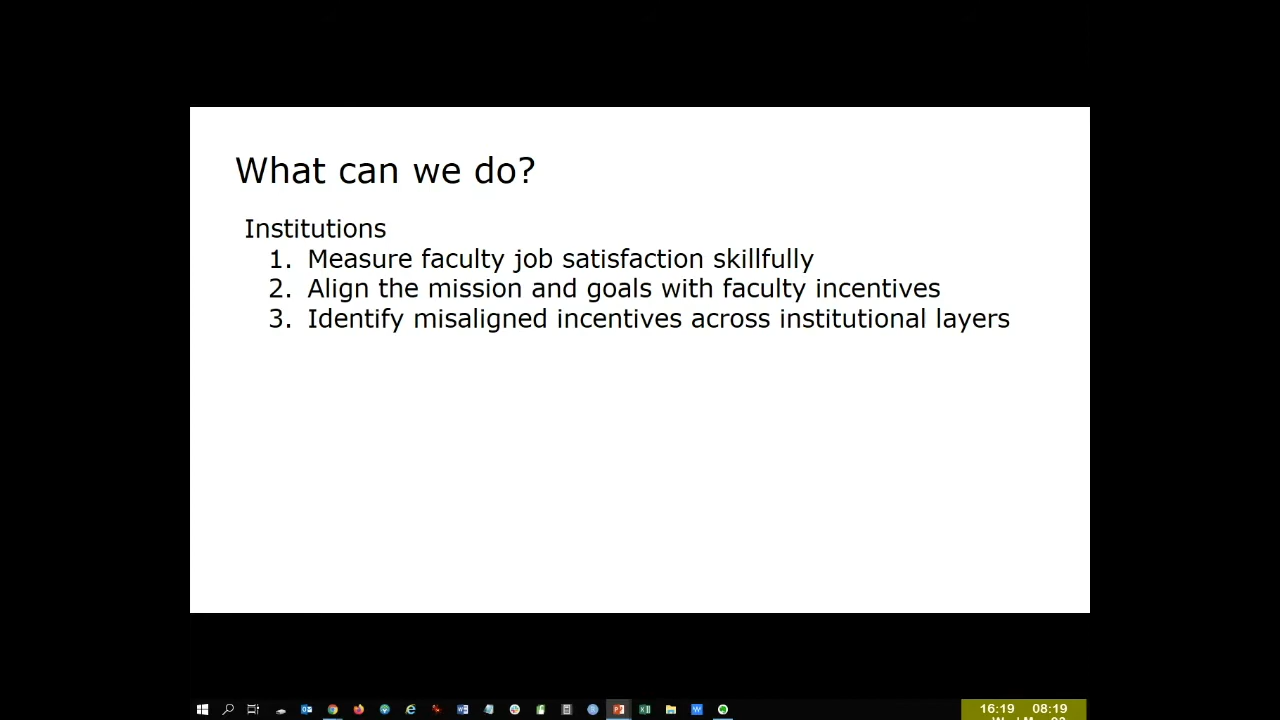 What can we do?
Institutions
1. Measure faculty job satisfaction skillfully
2. Align the mission and goals with faculty incentives
3. Identify misaligned incentives across institutional layers
16:19 08:19